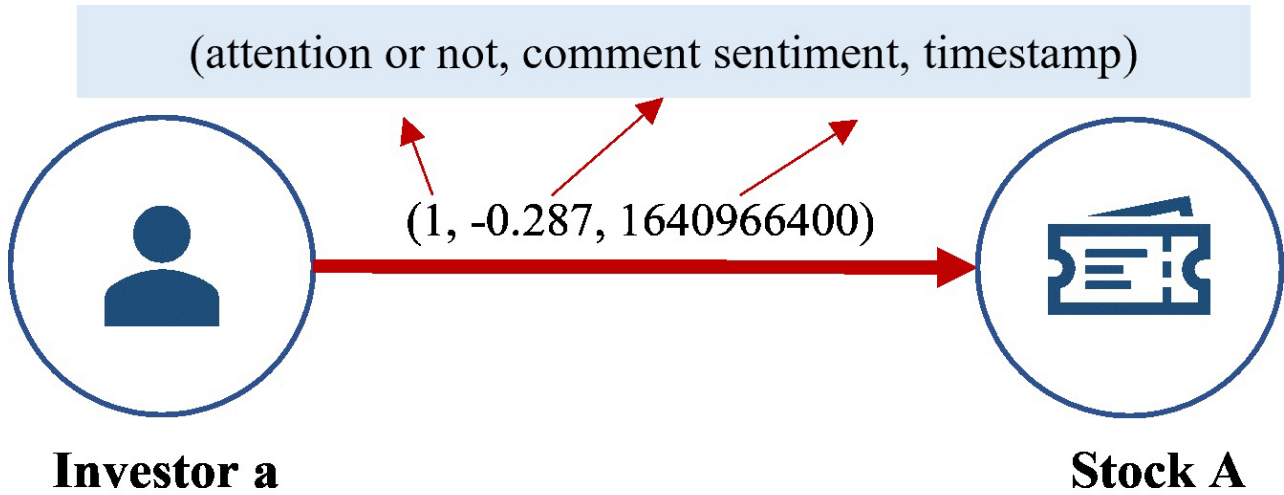 (attention or not, comment sentiment, timestamp)
(1, -0.287, 1640966400)
Investor a
Stock A